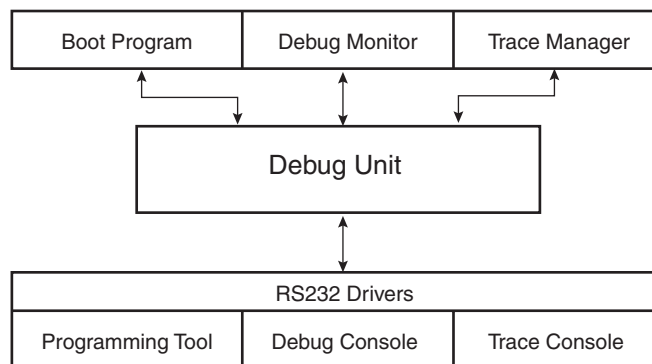 Boot Program
Debug Monitor
Trace Manager
Debug Unit
RS232 Drivers
Programming Tool
Debug Console
Trace Console